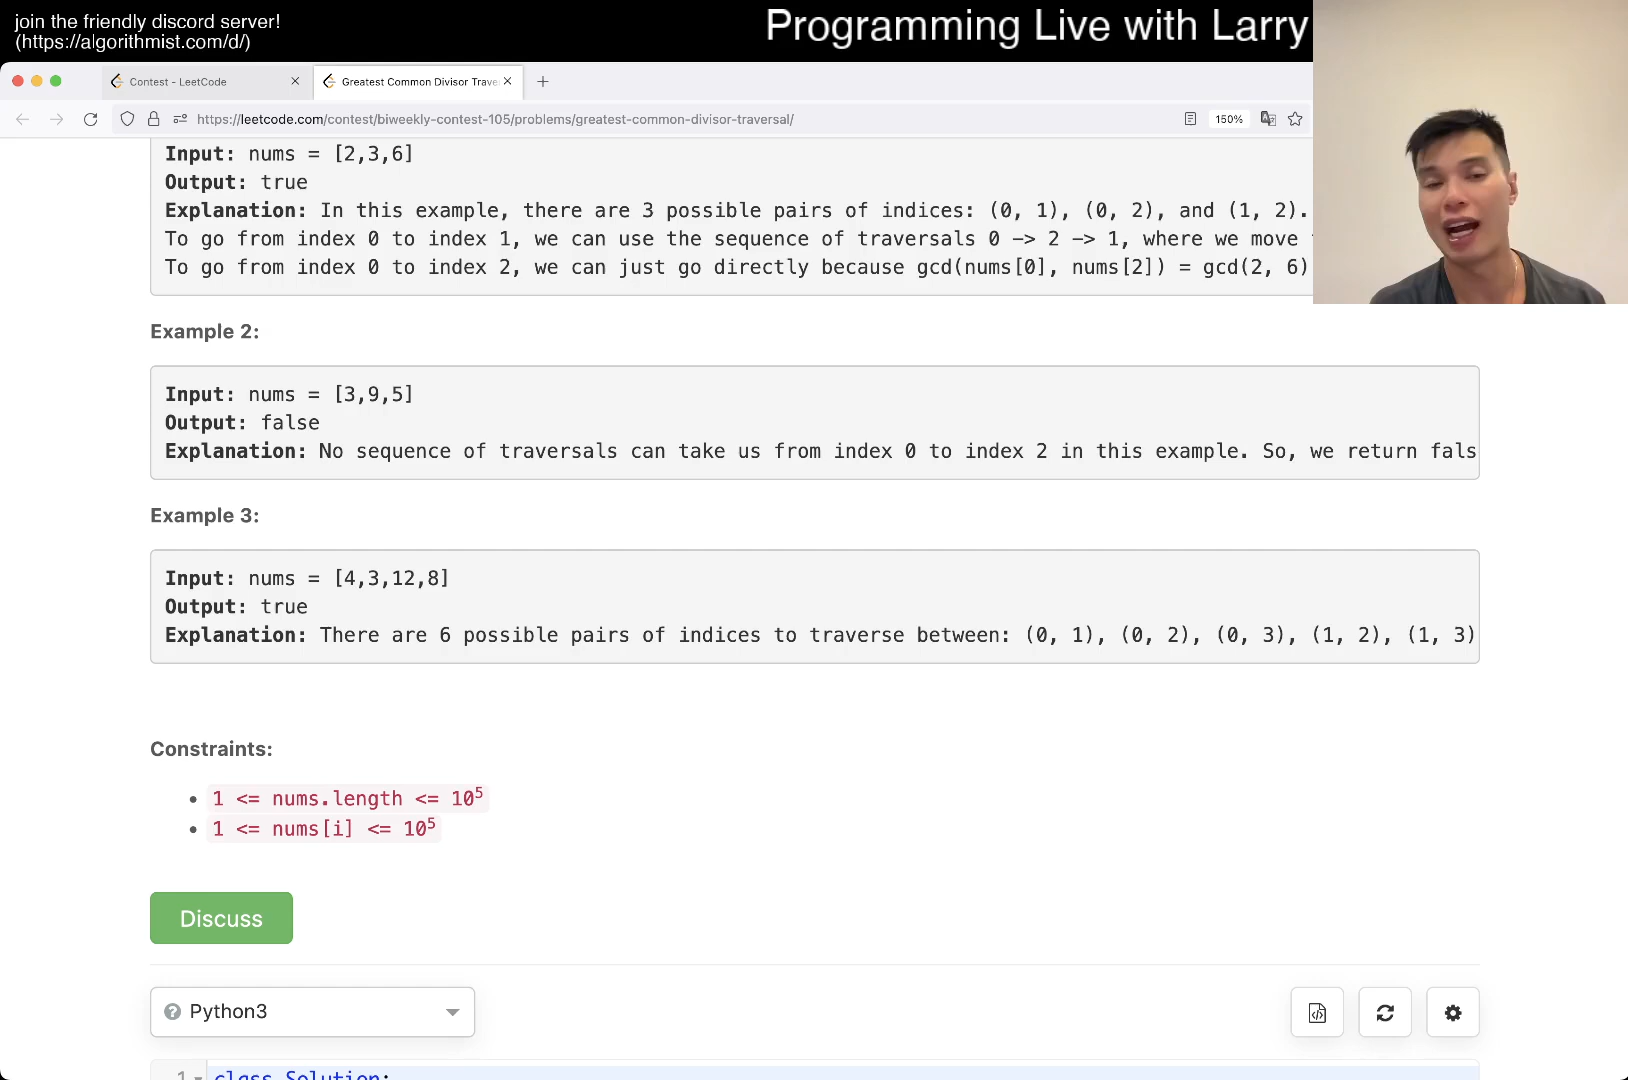 join the friendly discord server!
(https://algorithmist.com/d/)
Programming Live with Larry
Contest - LeetCode
Greatest Common Divisor Trave
https://leetcode.com/contest/biweekly-contest-105/problems/greatest-common-divisor-traversal/
150%
Input: nums = [2,3,6]
Output: true
Explanation: In this example, there are 3 possible pairs of indices: (0, 1), (0, 2), and (1, 2).
To go from index 0 to index 1, we can use the sequence of traversals 0 -> 2 -> 1, where we move
To go from index 0 to index 2, we can just go directly because gcd(nums[0], nums[2]) = gcd(2, 6)
Example 2:
Input: nums = [3,9,5]
Output: false
Explanation: No sequence of traversals can take us from index 0 to index 2 in this example. So, we return fals
Example 3:
Input: nums = [4,3,12,8]
Output: true
Explanation: There are 6 possible pairs of indices to traverse between: (0, 1), (0, 2), (0, 3), (1, 2), (1, 3)
Constraints:
1 <= nums.length <= 10⁵
1 <= nums[i] <= 10⁵
Discuss
Python3
1 class Solution: